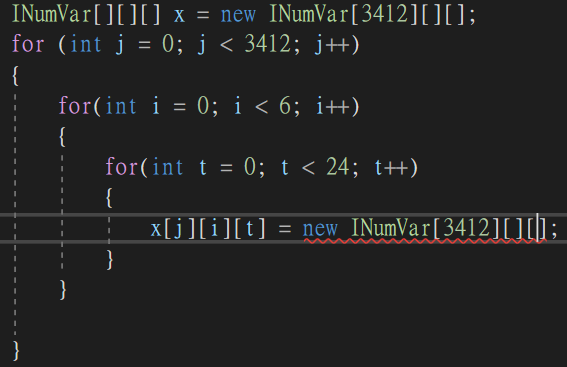 INumVar[][][] x = new INumVar[3412][][];
for (int j = 0; j < 3412; j++)
{
for(int i = 0; i < 6; i++)
{
for(int t = 0; t < 24; t++)
{
x[j][i][t] = new INumVar[3412][][];
}
}
}